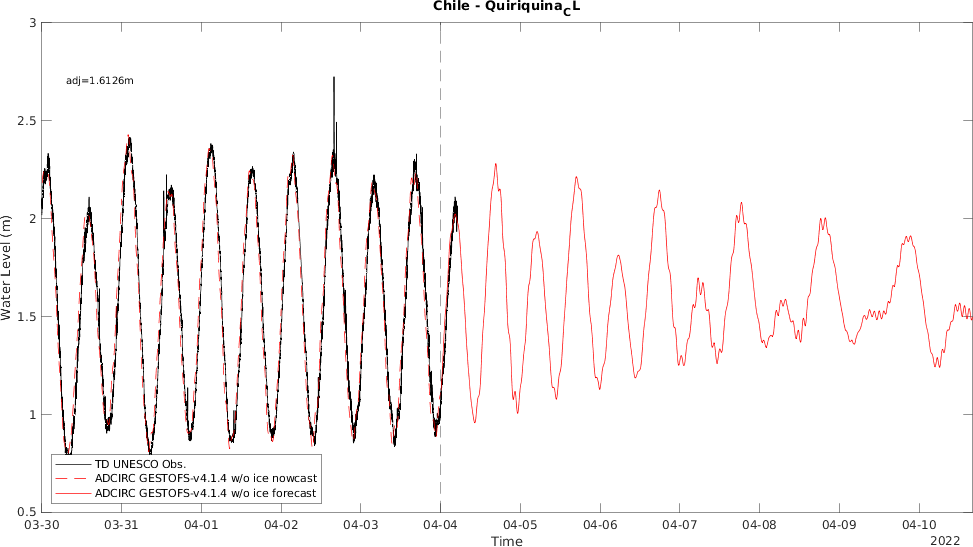 Chile - Quiriquina_CL
3
adj=1.6126m
2.5
2
Water Level (m)
1.5
1
TD UNESCO Obs.
ADCIRC GESTOFS-v4.1.4 w/o ice nowcast
ADCIRC GESTOFS-v4.1.4 w/o ice forecast
0.5
03-30 03-31 04-01 04-02 04-03 04-04 04-05 04-06 04-07 04-08 04-09 04-10
Time
2022